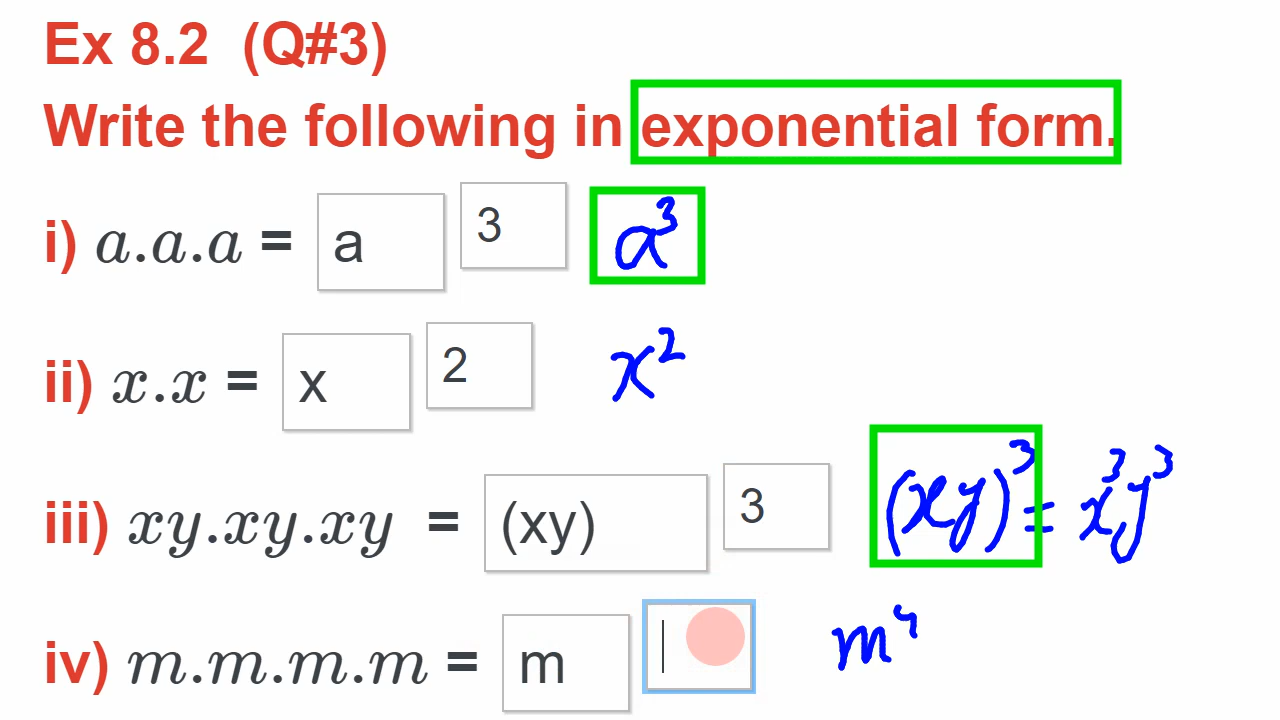 Ex 8.2 (Q#3)
Write the following in exponential form.
i) a.a.a = a 3 a³
ii) x.x = x 2 x²
iii) xy.xy.xy = (xy) 3 (xy)³ = x³y³
iv) m.m.m.m = m m⁴